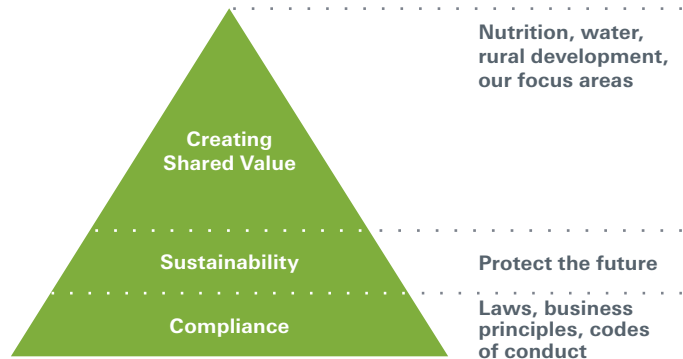 Nutrition, water,
rural development,
our focus areas
Creating
Shared Value
Sustainability
Protect the future
Compliance
Laws, business
principles, codes
of conduct